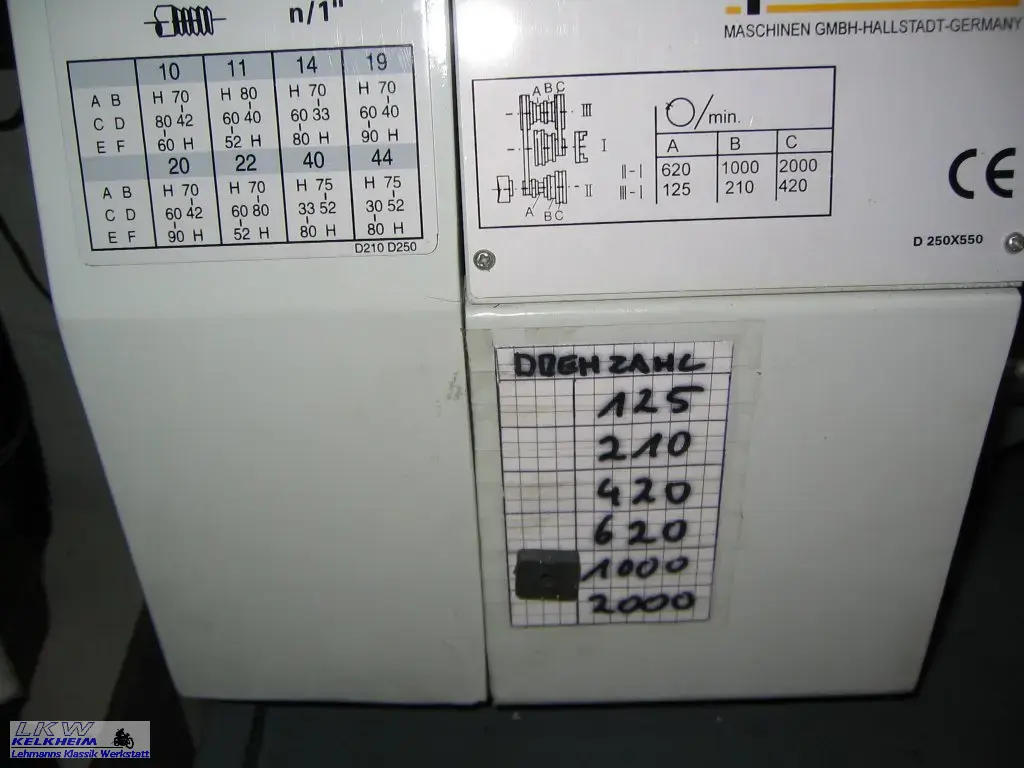 n/1"
10 11 14 19
A B H 70 H 80 H 70 H 70
C D 80 42 60 40 60 33 60 40
E F 60 H 52 H 80 H 90 H
20 22 40 44
A B H 70 H 70 H 75 H 75
C D 60 42 60 80 33 52 30 52
E F 90 H 52 H 80 H 80 H
D210 D250
MASCHINEN GMBH-HALLSTADT-GERMANY
A B C
III
I
II
A B C
/min.
A B C
II-I 620 1000 2000
III-I 125 210 420
CE
D 250X550
DREHZAHL
125
210
420
620
1000
2000
LKW
KELKHEIM
Lehmanns Klassik Werkstatt